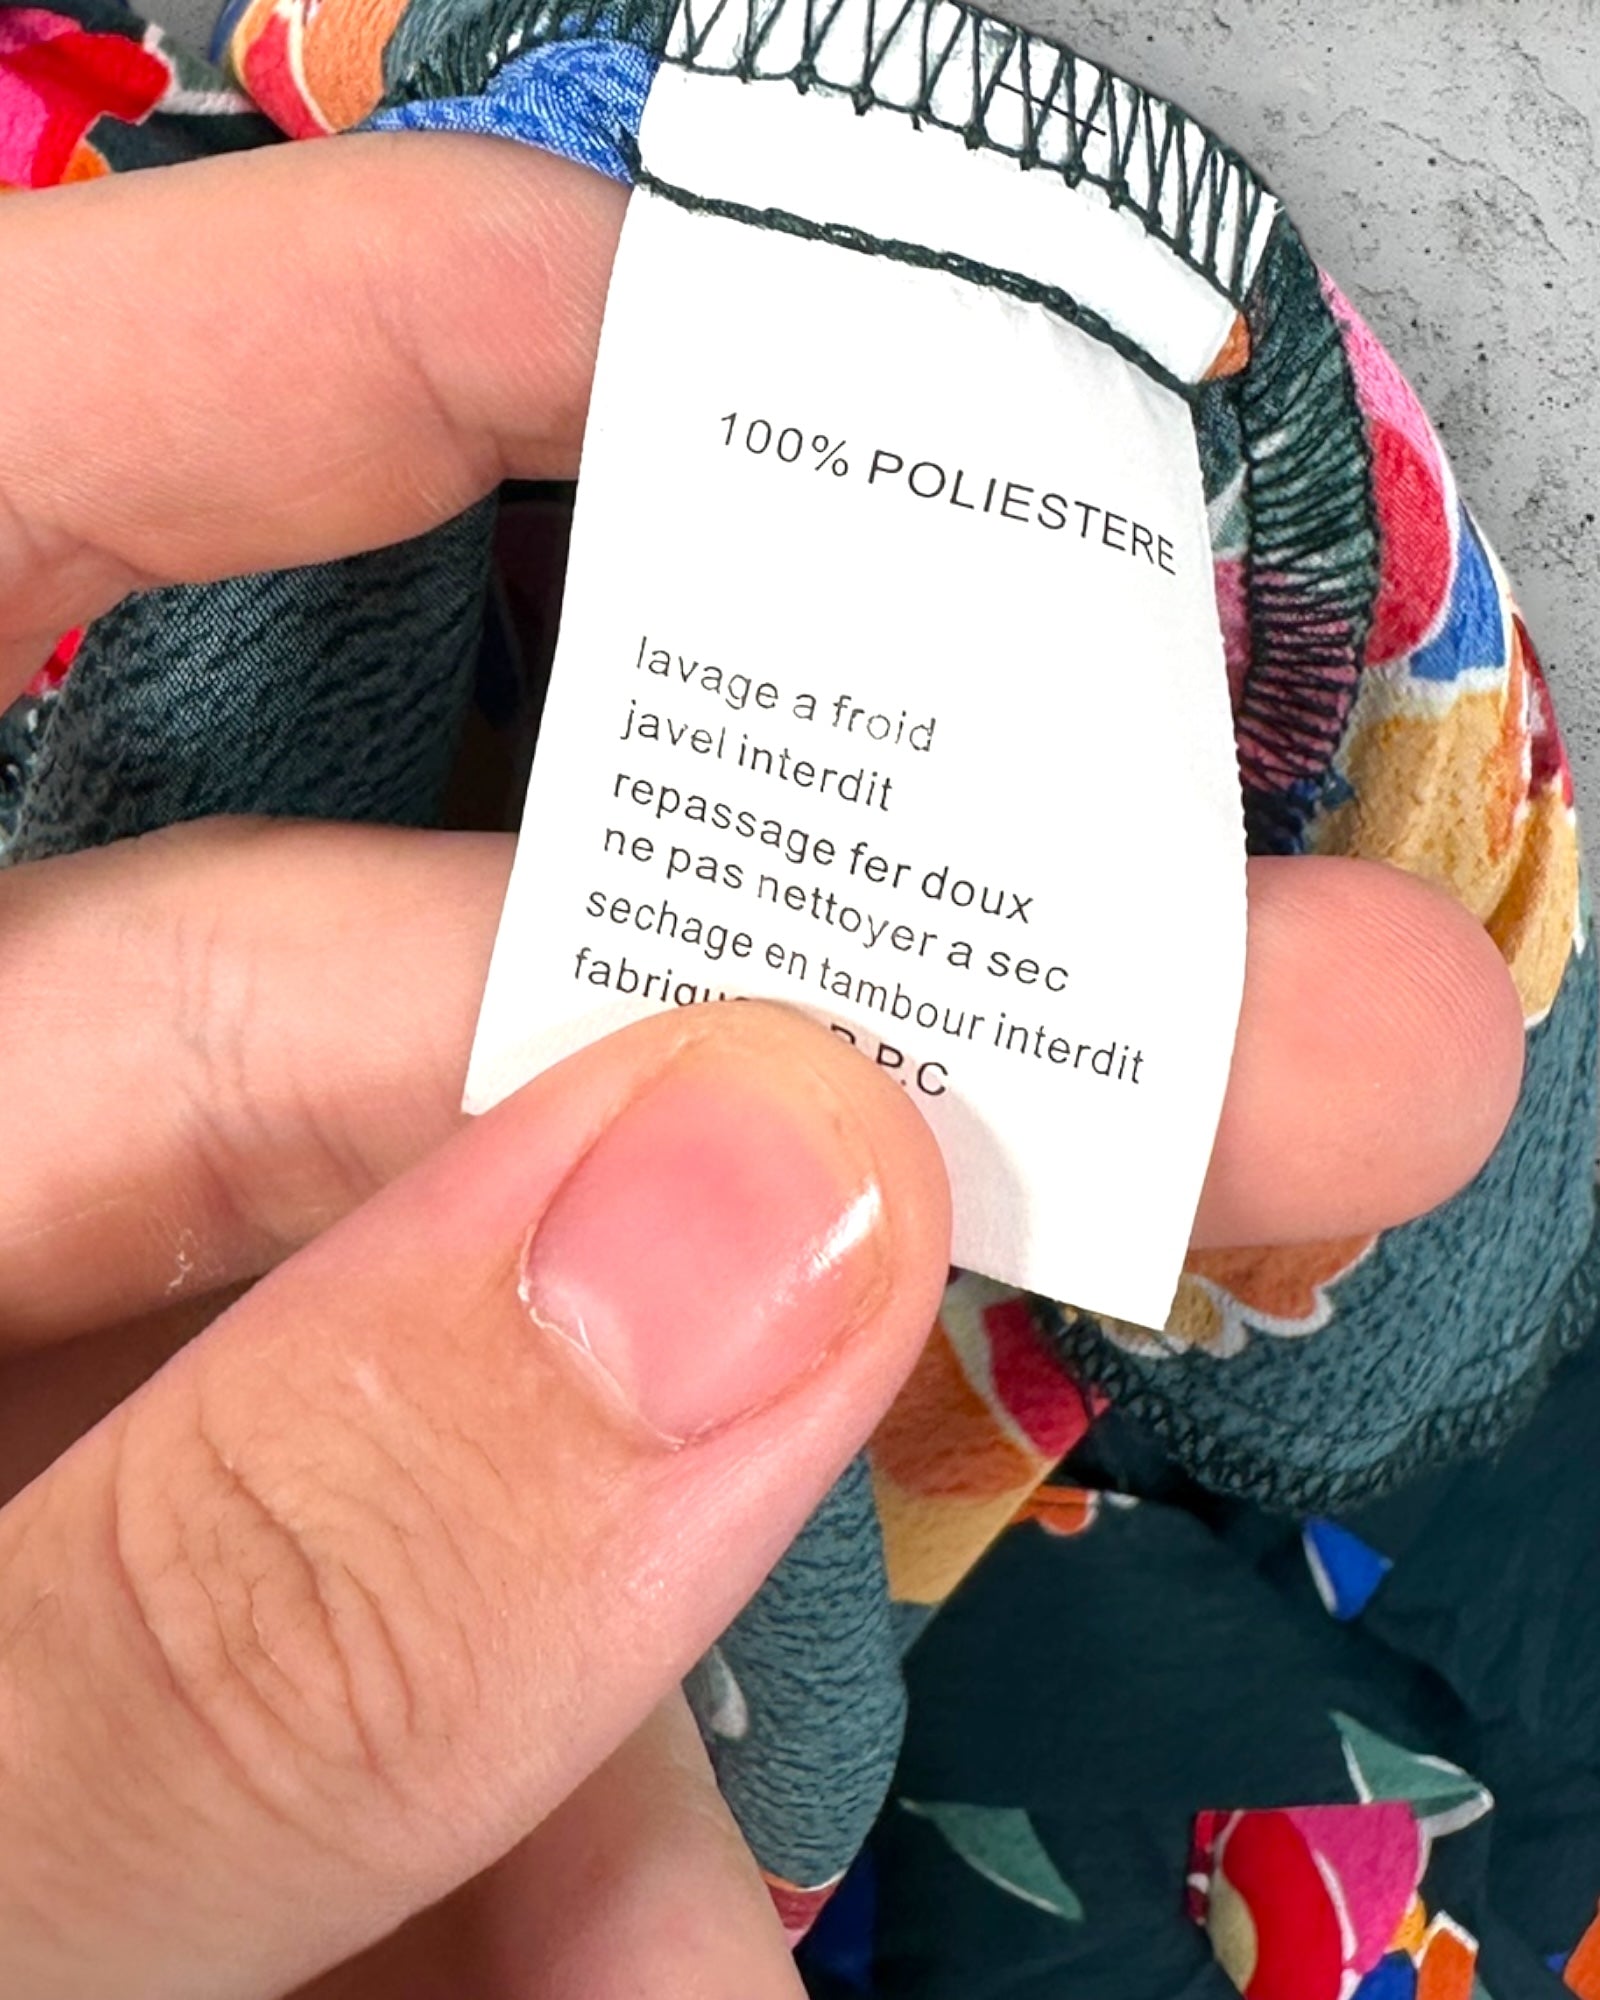 100% POLIESTERE
lavage a froid
javel interdit
repassage fer doux
ne pas nettoyer a sec
sechage en tambour interdit
P.C